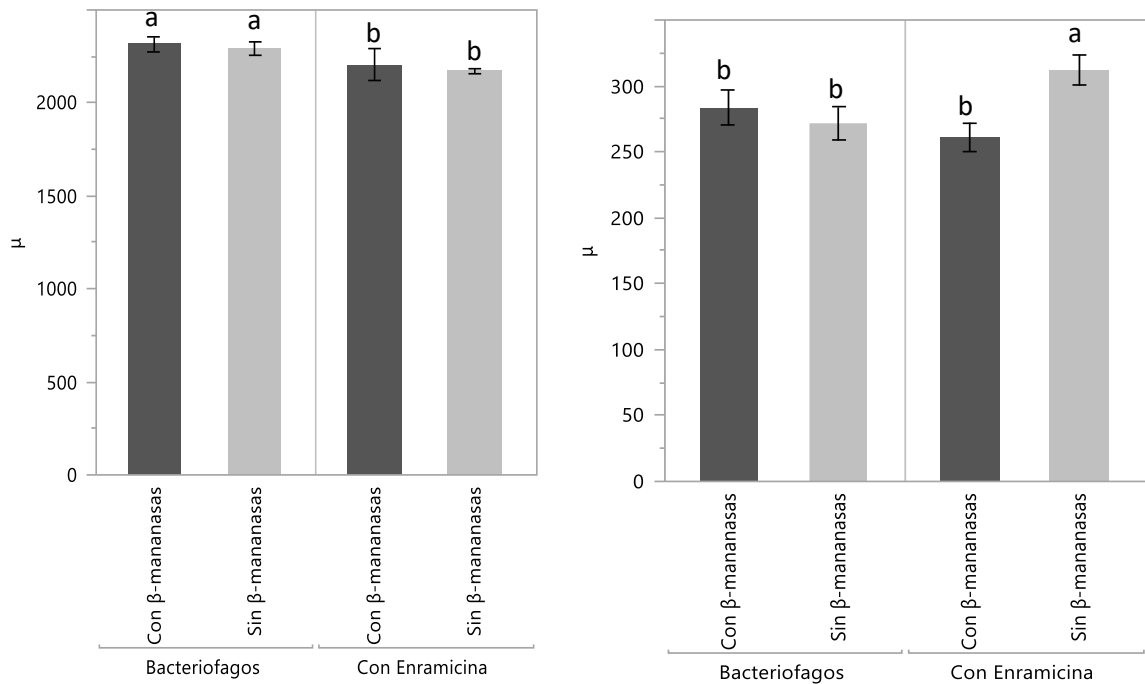 a
a
b
b
2000
1500
1000
500
0
µ
Con β-mananasas
Sin β-mananasas
Con β-mananasas
Sin β-mananasas
Bacteriofagos
Con Enramicina
b
b
b
a
300
250
200
150
100
50
0
µ
Con β-mananasas
Sin β-mananasas
Con β-mananasas
Sin β-mananasas
Bacteriofagos
Con Enramicina